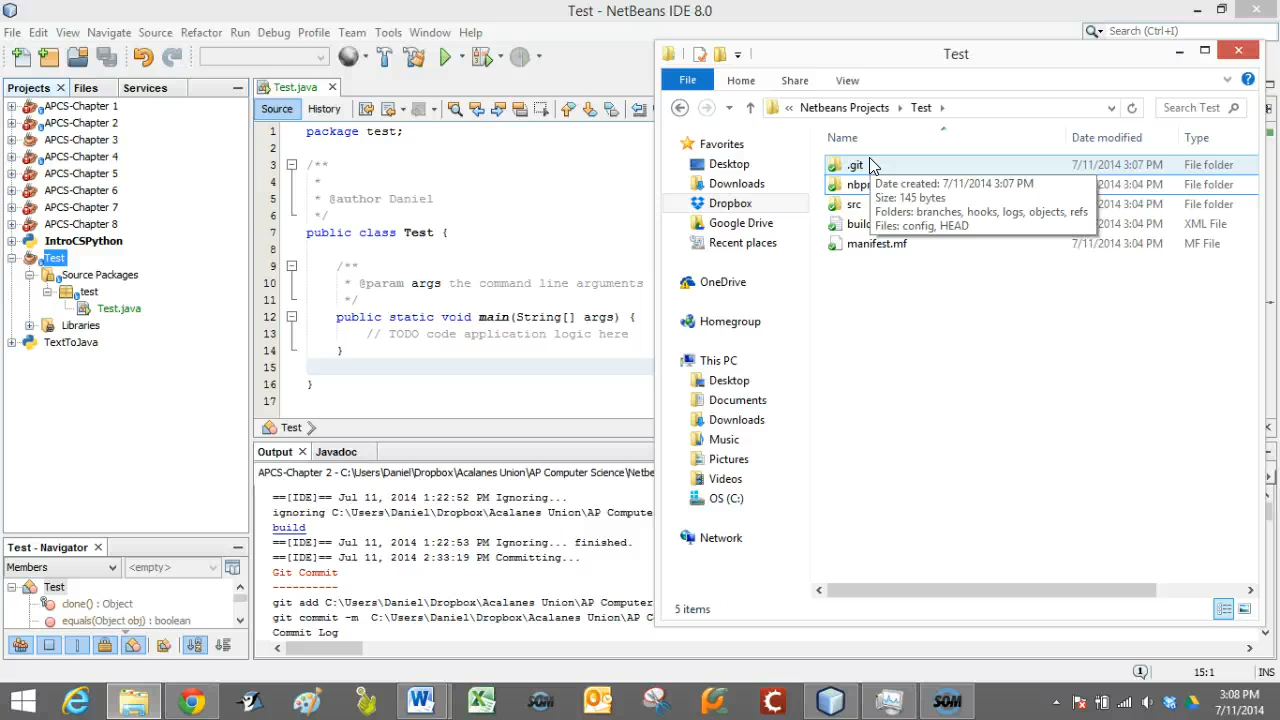 Test - NetBeans IDE 8.0
File Edit View Navigate Source Refactor Run Debug Profile Team Tools Window Help
Search (Ctrl+I)
Projects Files Services
APCS-Chapter 1
APCS-Chapter 2
APCS-Chapter 3
APCS-Chapter 4
APCS-Chapter 5
APCS-Chapter 6
APCS-Chapter 7
APCS-Chapter 8
IntroCSPython
Test
Source Packages
test
Test.java
Libraries
TextToJava
Test - Navigator
Members <empty>
Test
clone() : Object
equals(Object obj) : boolean
Test.java
Source History
1 package test;
2
3 /**
4 *
5 * @author Daniel
6 */
7 public class Test {
8
9 /**
10 * @param args the command line arguments
11 */
12 public static void main(String[] args) {
13 // TODO code application logic here
14 }
15
16 }
17
Test
Output Javadoc
APCS-Chapter 2 - C:\Users\Daniel\Dropbox\Acalanes Union\AP Computer Science\Netbe
==[IDE]== Jul 11, 2014 1:22:52 PM Ignoring...
ignoring C:\Users\Daniel\Dropbox\Acalanes Union\AP Compute
build
==[IDE]== Jul 11, 2014 1:22:53 PM Ignoring... finished.
==[IDE]== Jul 11, 2014 2:33:19 PM Committing...
Git Commit
----------
git add C:\Users\Daniel\Dropbox\Acalanes Union\AP Computer
git commit -m C:\Users\Daniel\Dropbox\Acalanes Union\AP C
Commit Log
Test
File Home Share View
« Netbeans Projects Test
Search Test
Favorites
Desktop
Downloads
Dropbox
Google Drive
Recent places
OneDrive
Homegroup
This PC
Desktop
Documents
Downloads
Music
Pictures
Videos
OS (C:)
Network
Name Date modified Type
.git 7/11/2014 3:07 PM File folder
nbpr 7/11/2014 3:04 PM File folder
src 7/11/2014 3:04 PM File folder
build 7/11/2014 3:04 PM XML File
manifest.mf 7/11/2014 3:04 PM MF File
Date created: 7/11/2014 3:07 PM
Size: 145 bytes
Folders: branches, hooks, logs, objects, refs
Files: config, HEAD
5 items
15:1 INS
SOM
SOM
3:08 PM
7/11/2014